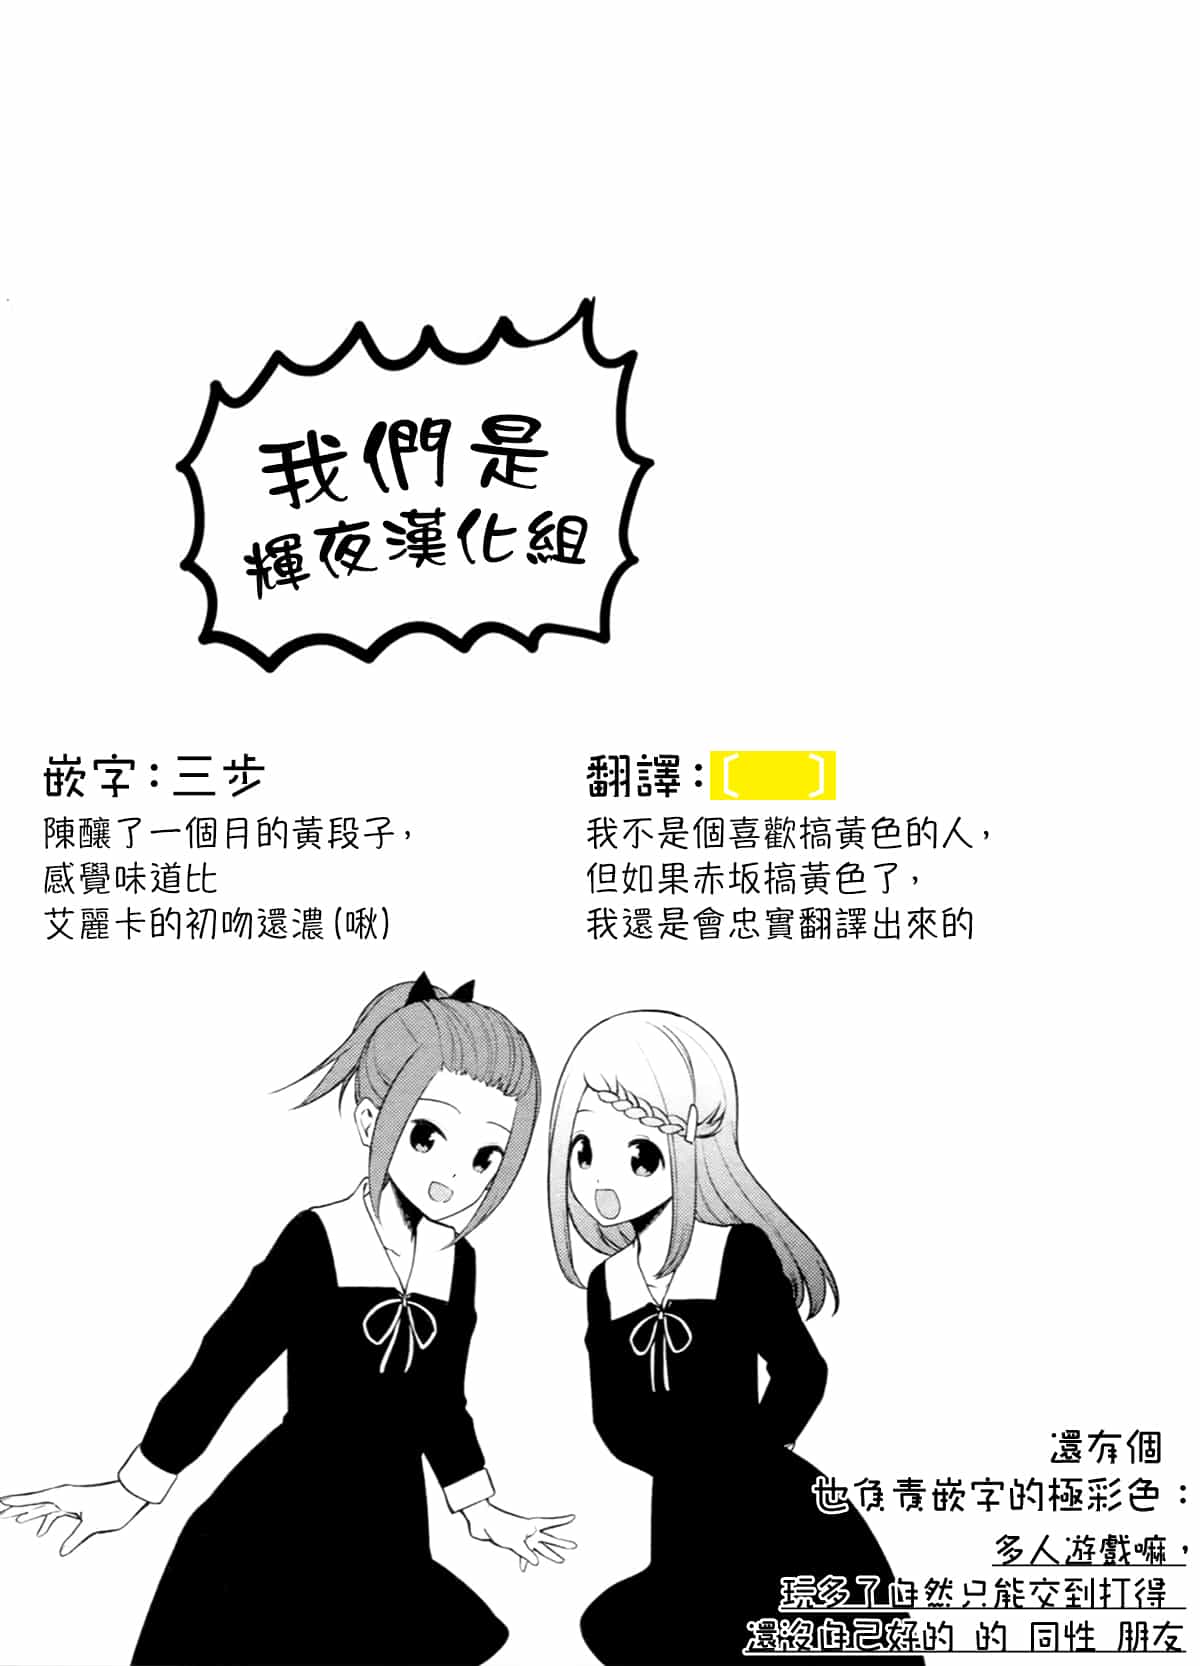 我們是
輝夜漢化組
嵌字：三步
陳釀了一個月的黃段子，
感覺味道比
艾麗卡的初吻還濃(啾)
翻譯：〔　〕
我不是個喜歡搞黃色的人，
但如果赤坂搞黃色了，
我還是會忠實翻譯出來的
還有個
也負責嵌字的極彩色：
多人遊戲嘛，
玩多了自然只能交到打得
還沒自己好的 的 同性 朋友